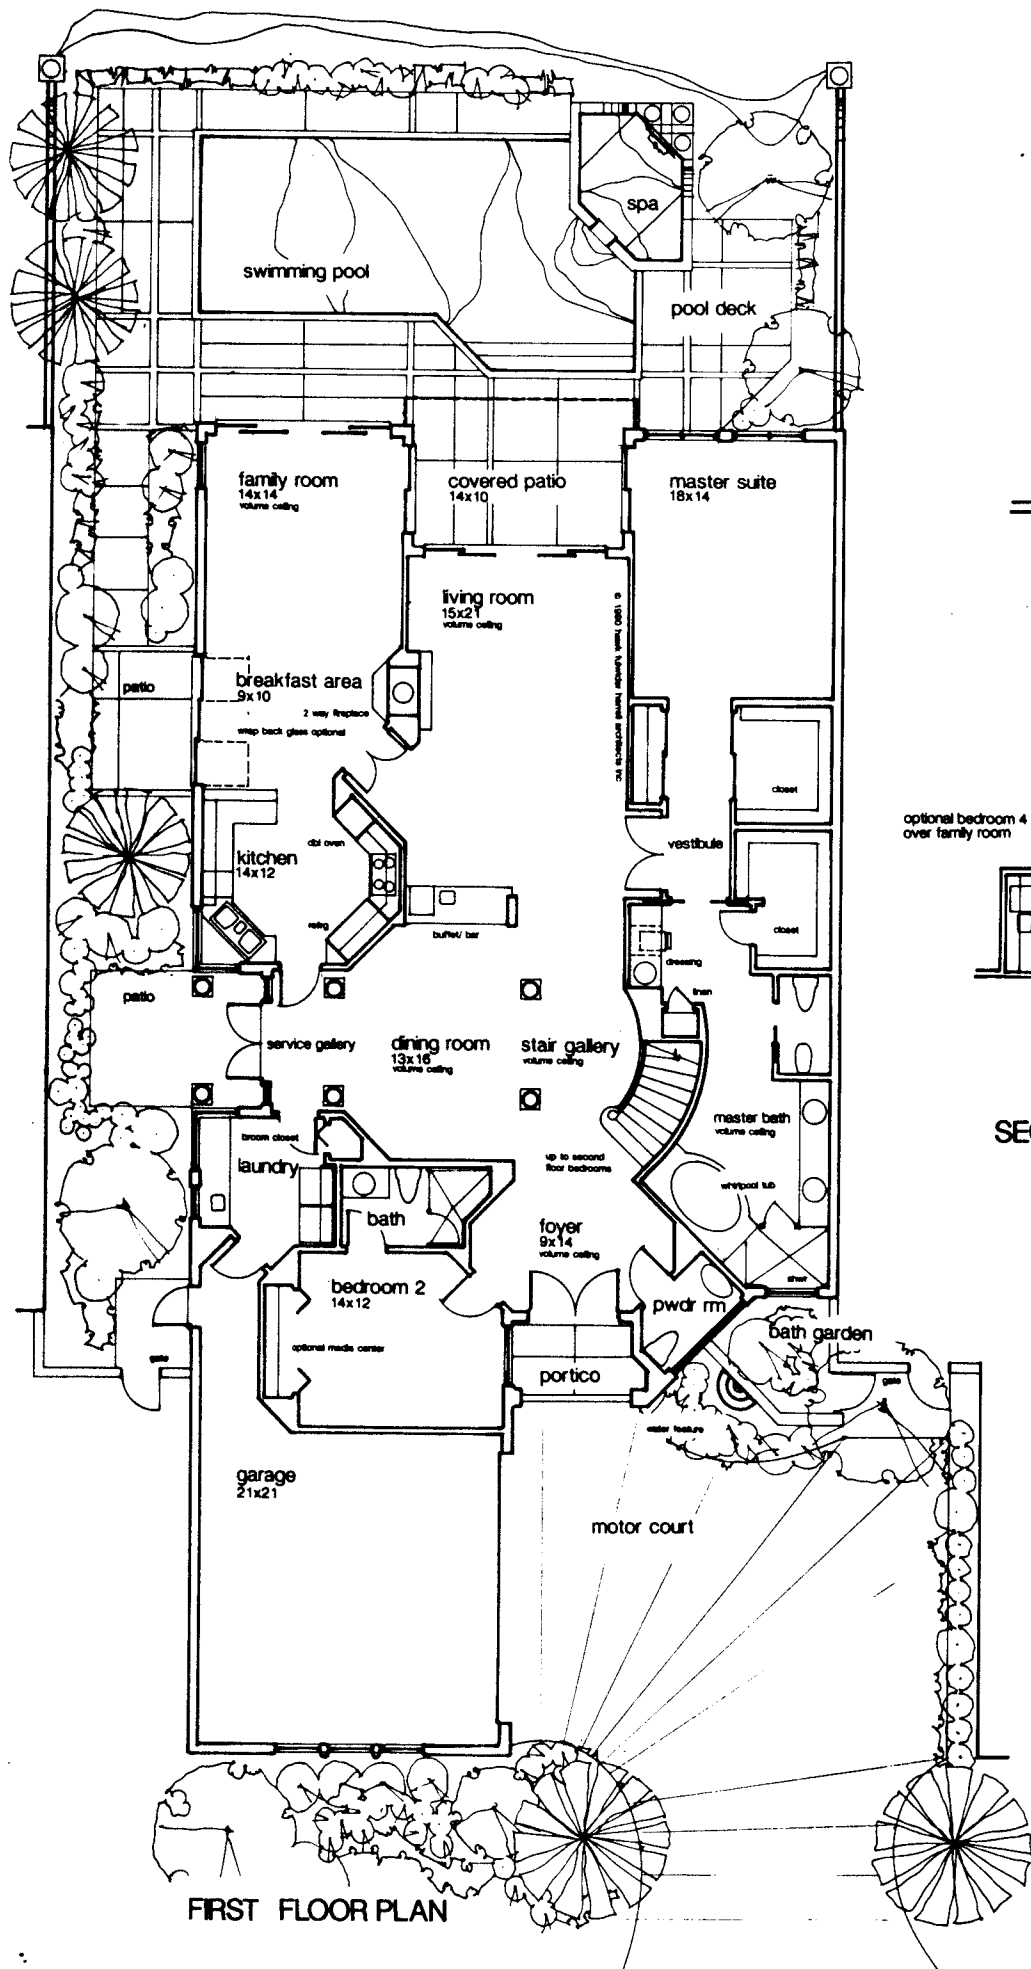 spa
swimming pool
pool deck
family room
14x14
volume ceiling
covered patio
14x10
master suite
18x14
living room
15x21
volume ceiling
patio
breakfast area
9x10
2 way fireplace
wrap back glass optional
closet
optional bedroom 4
over family room
dbl oven
kitchen
14x12
vestibule
refrig
buffet/ bar
closet
dressing
linen
patio
service gallery
dining room
13x16
volume ceiling
stair gallery
volume ceiling
master bath
volume ceiling
broom closet
laundry
up to second
floor bedrooms
whirlpool tub
bath
foyer
9x14
volume ceiling
shwr
bedroom 2
14x12
pwdr rm
bath garden
optional media center
gate
portico
gate
water feature
garage
21x21
motor court
FIRST FLOOR PLAN